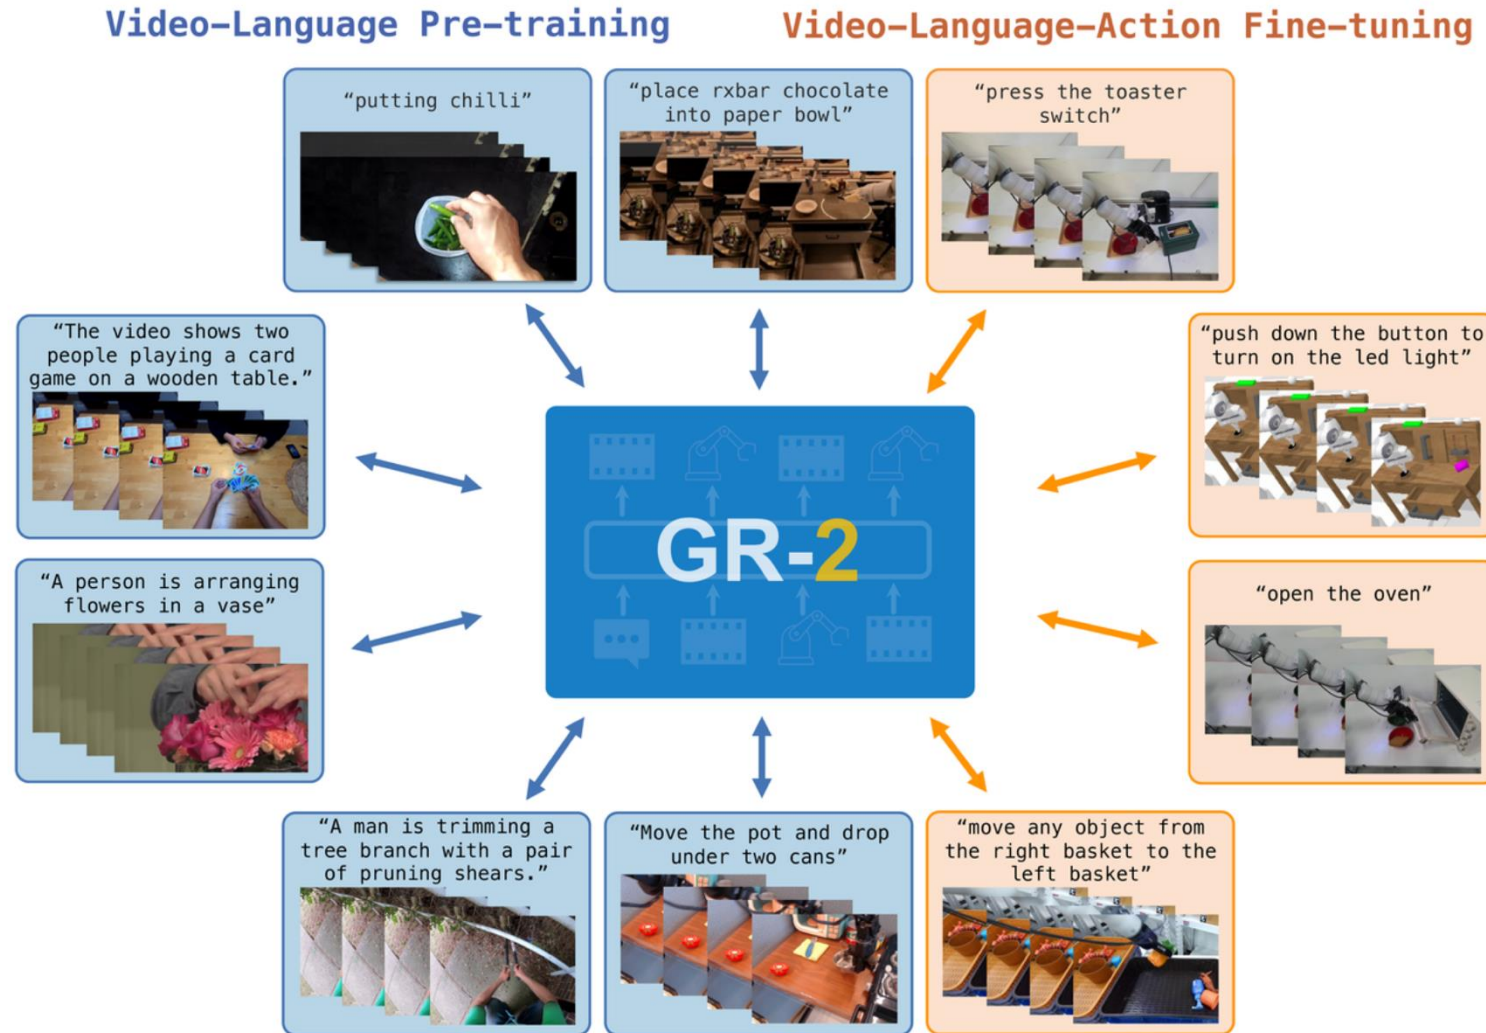 Video-Language Pre-training
Video-Language-Action Fine-tuning
“putting chilli”
“place rxbar chocolate
into paper bowl”
“press the toaster
switch”
“The video shows two
people playing a card
game on a wooden table.”
“push down the button to
turn on the led light”
GR-2
“A person is arranging
flowers in a vase”
“open the oven”
“A man is trimming a
tree branch with a pair
of pruning shears.”
“Move the pot and drop
under two cans”
“move any object from
the right basket to the
left basket”